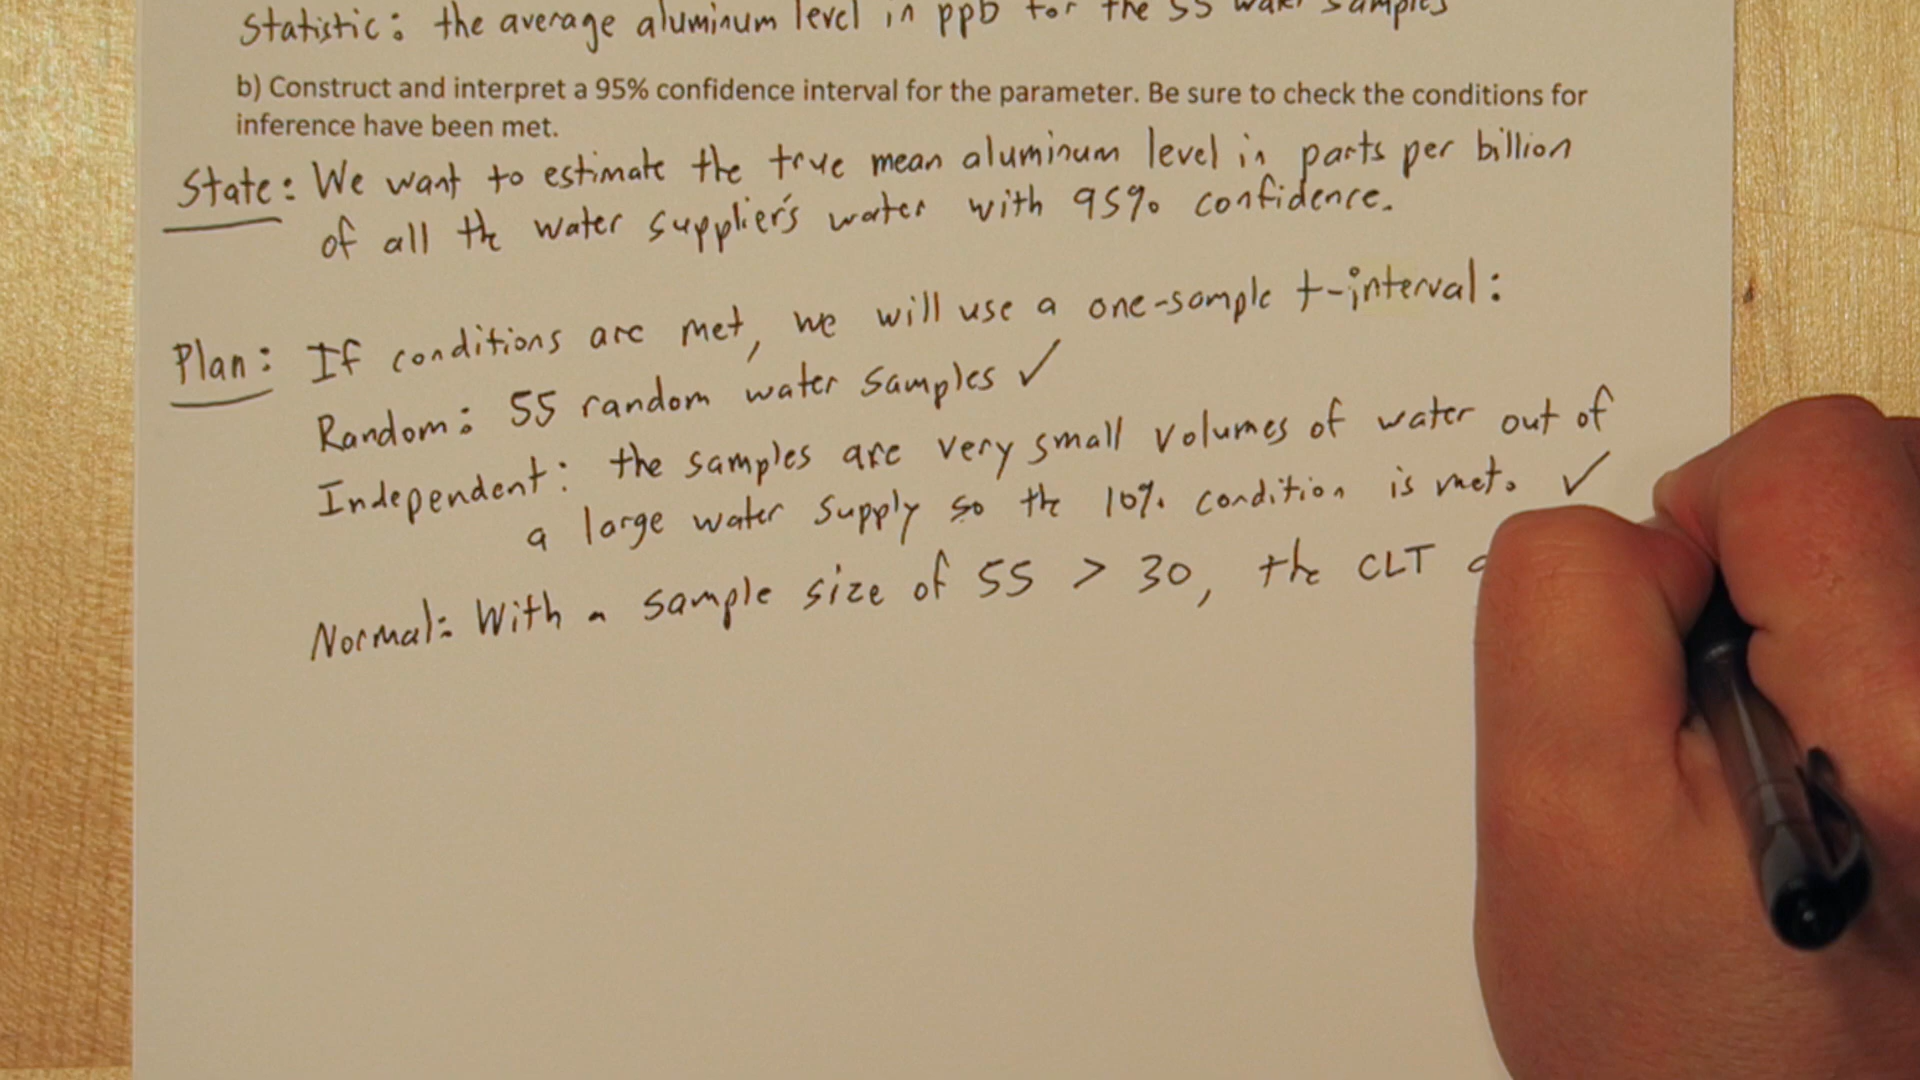 Statistic: the average aluminum level in ppb for the 55 water samples
b) Construct and interpret a 95% confidence interval for the parameter. Be sure to check the conditions for
inference have been met.
State: We want to estimate the true mean aluminum level in parts per billion
of all the water supplier's water with 95% confidence.
Plan: If conditions are met, we will use a one-sample t-interval:
Random: 55 random water samples ✓
Independent: the samples are very small volumes of water out of
a large water supply so the 10% condition is met. ✓
Normal: With a sample size of 55 > 30, the CLT